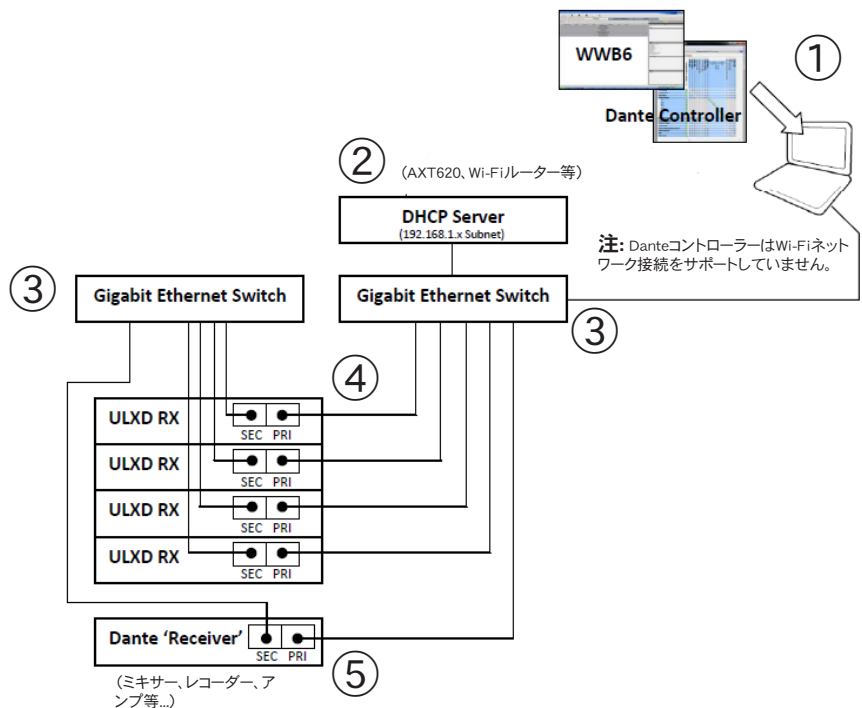 WWB6
①
Dante Controller
②
（AXT620、Wi-Fiルーター等）
DHCP Server
(192.168.1.x Subnet)
注: DanteコントローラーはWi-Fiネット
ワーク接続をサポートしていません。
③
Gigabit Ethernet Switch
Gigabit Ethernet Switch
③
④
ULXD RX
SEC PRI
ULXD RX
SEC PRI
ULXD RX
SEC PRI
ULXD RX
SEC PRI
Dante ‘Receiver’
SEC PRI
⑤
（ミキサー、レコーダー、ア
ンプ等...）